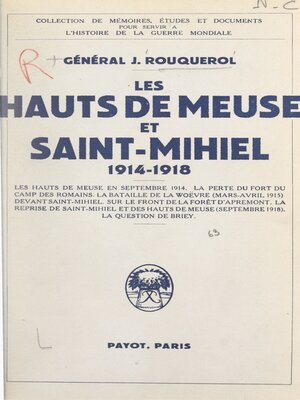 N-C
COLLECTION DE MÉMOIRES, ÉTUDES ET DOCUMENTS
POUR SERVIR A
L'HISTOIRE DE LA GUERRE MONDIALE
R
GÉNÉRAL J. ROUQUEROL
LES
HAUTS DE MEUSE
ET
SAINT-MIHIEL
1914-1918
LES HAUTS DE MEUSE EN SEPTEMBRE 1914. LA PERTE DU FORT DU
CAMP DES ROMAINS. LA BATAILLE DE LA WOËVRE (MARS-AVRIL 1915)
DEVANT SAINT-MIHIEL. SUR LE FRONT DE LA FORÊT D'APREMONT. LA
REPRISE DE SAINT-MIHIEL ET DES HAUTS DE MEUSE (SEPTEMBRE 1918).
LA QUESTION DE BRIEY.
63
L
PAYOT. PARIS